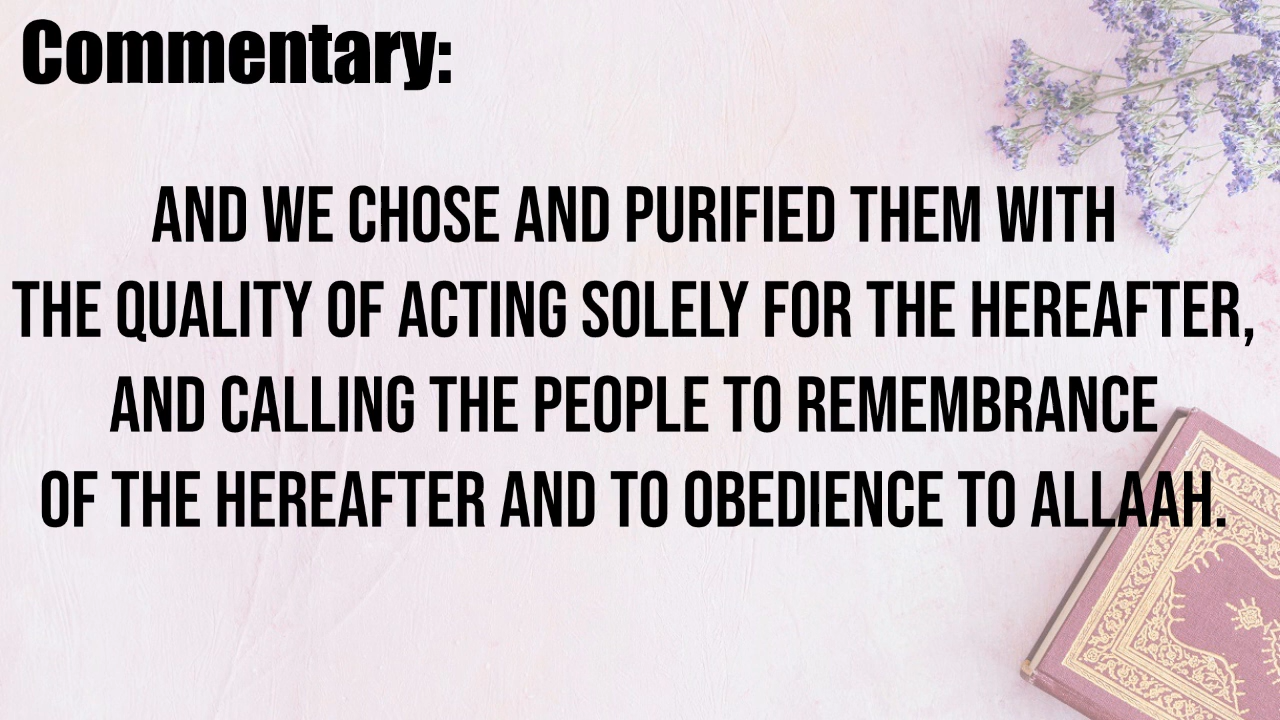 Commentary:
AND WE CHOSE AND PURIFIED THEM WITH
THE QUALITY OF ACTING SOLELY FOR THE HEREAFTER,
AND CALLING THE PEOPLE TO REMEMBRANCE
OF THE HEREAFTER AND TO OBEDIENCE TO ALLAAH.